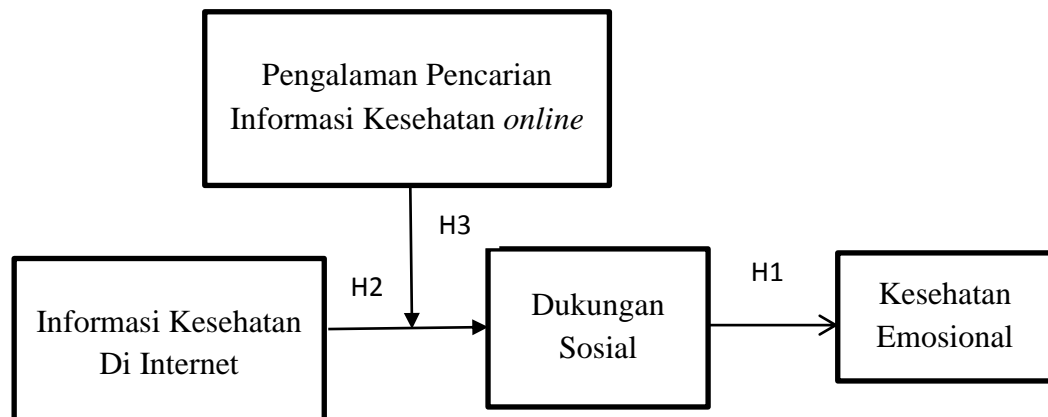 Pengalaman Pencarian
Informasi Kesehatan online
H3
H2
H1
Informasi Kesehatan
Di Internet
Dukungan
Sosial
Kesehatan
Emosional